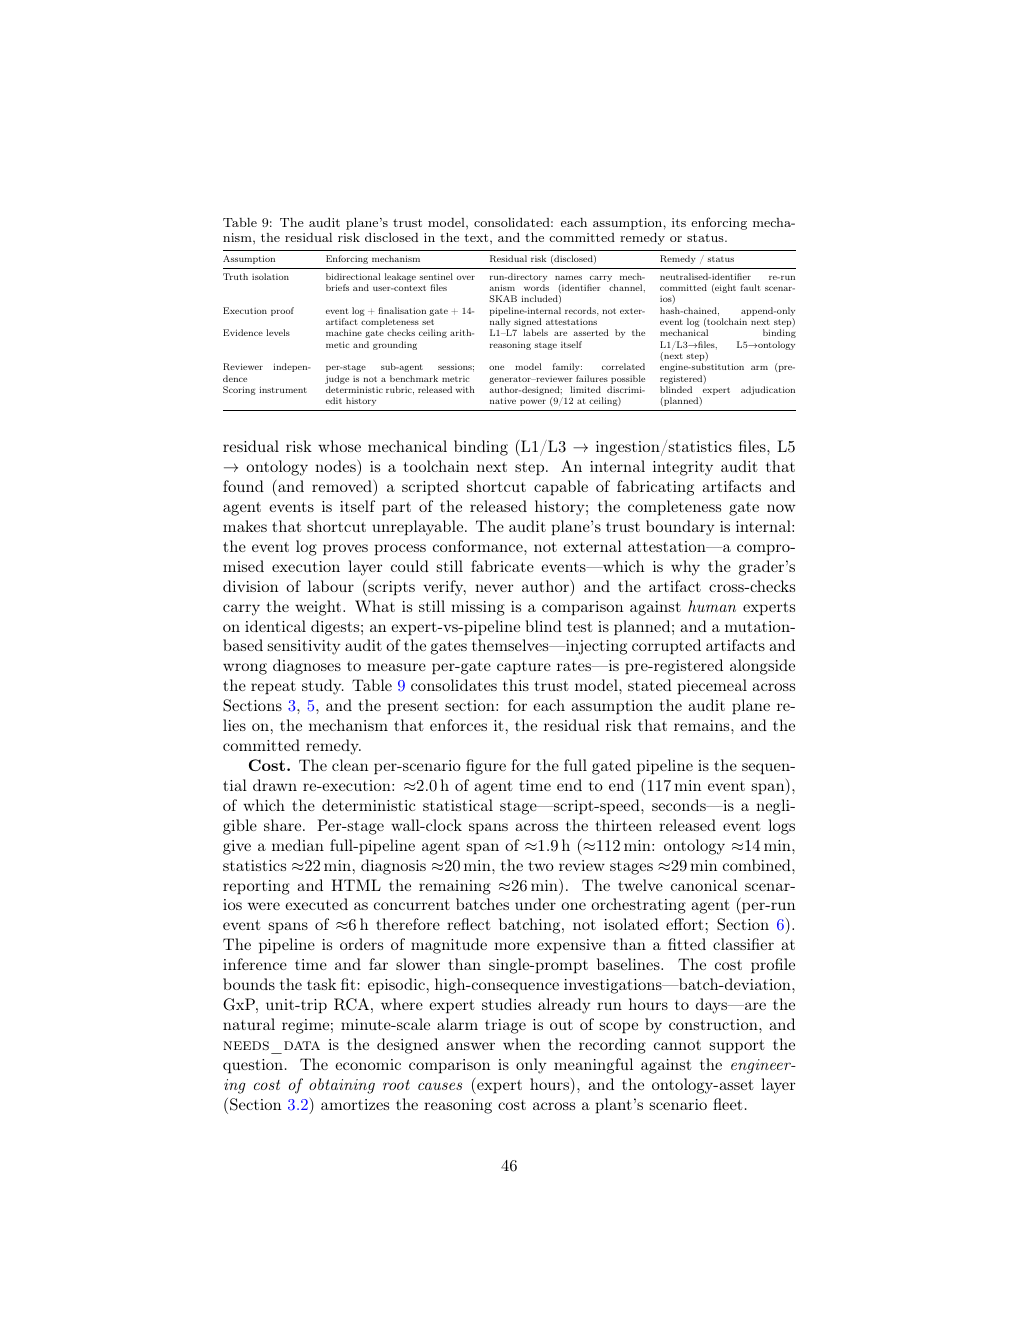 Table 9: The audit plane's trust model, consolidated: each assumption, its enforcing mecha-
nism, the residual risk disclosed in the text, and the committed remedy or status.
Assumption Enforcing mechanism Residual risk (disclosed) Remedy / status
Truth isolation bidirectional leakage sentinel over run-directory names carry mech- neutralised-identifier re-run
briefs and user-context files anism words (identifier channel, committed (eight fault scenar-
SKAB included) ios)
Execution proof event log + finalisation gate + 14- pipeline-internal records, not exter- hash-chained, append-only
artifact completeness set nally signed attestations event log (toolchain next step)
Evidence levels machine gate checks ceiling arith- L1–L7 labels are asserted by the mechanical binding
metic and grounding reasoning stage itself L1/L3→files, L5→ontology
(next step)
Reviewer indepen- per-stage sub-agent sessions; one model family: correlated engine-substitution arm (pre-
dence judge is not a benchmark metric generator–reviewer failures possible registered)
Scoring instrument deterministic rubric, released with author-designed; limited discrimi- blinded expert adjudication
edit history native power (9/12 at ceiling) (planned)
residual risk whose mechanical binding (L1/L3 → ingestion/statistics files, L5
→ ontology nodes) is a toolchain next step. An internal integrity audit that
found (and removed) a scripted shortcut capable of fabricating artifacts and
agent events is itself part of the released history; the completeness gate now
makes that shortcut unreplayable. The audit plane's trust boundary is internal:
the event log proves process conformance, not external attestation—a compro-
mised execution layer could still fabricate events—which is why the grader's
division of labour (scripts verify, never author) and the artifact cross-checks
carry the weight. What is still missing is a comparison against human experts
on identical digests; an expert-vs-pipeline blind test is planned; and a mutation-
based sensitivity audit of the gates themselves—injecting corrupted artifacts and
wrong diagnoses to measure per-gate capture rates—is pre-registered alongside
the repeat study. Table 9 consolidates this trust model, stated piecemeal across
Sections 3, 5, and the present section: for each assumption the audit plane re-
lies on, the mechanism that enforces it, the residual risk that remains, and the
committed remedy.
Cost. The clean per-scenario figure for the full gated pipeline is the sequen-
tial drawn re-execution: ≈2.0 h of agent time end to end (117 min event span),
of which the deterministic statistical stage—script-speed, seconds—is a negli-
gible share. Per-stage wall-clock spans across the thirteen released event logs
give a median full-pipeline agent span of ≈1.9 h (≈112 min: ontology ≈14 min,
statistics ≈22 min, diagnosis ≈20 min, the two review stages ≈29 min combined,
reporting and HTML the remaining ≈26 min). The twelve canonical scenar-
ios were executed as concurrent batches under one orchestrating agent (per-run
event spans of ≈6 h therefore reflect batching, not isolated effort; Section 6).
The pipeline is orders of magnitude more expensive than a fitted classifier at
inference time and far slower than single-prompt baselines. The cost profile
bounds the task fit: episodic, high-consequence investigations—batch-deviation,
GxP, unit-trip RCA, where expert studies already run hours to days—are the
natural regime; minute-scale alarm triage is out of scope by construction, and
NEEDS_DATA is the designed answer when the recording cannot support the
question. The economic comparison is only meaningful against the engineer-
ing cost of obtaining root causes (expert hours), and the ontology-asset layer
(Section 3.2) amortizes the reasoning cost across a plant's scenario fleet.
46